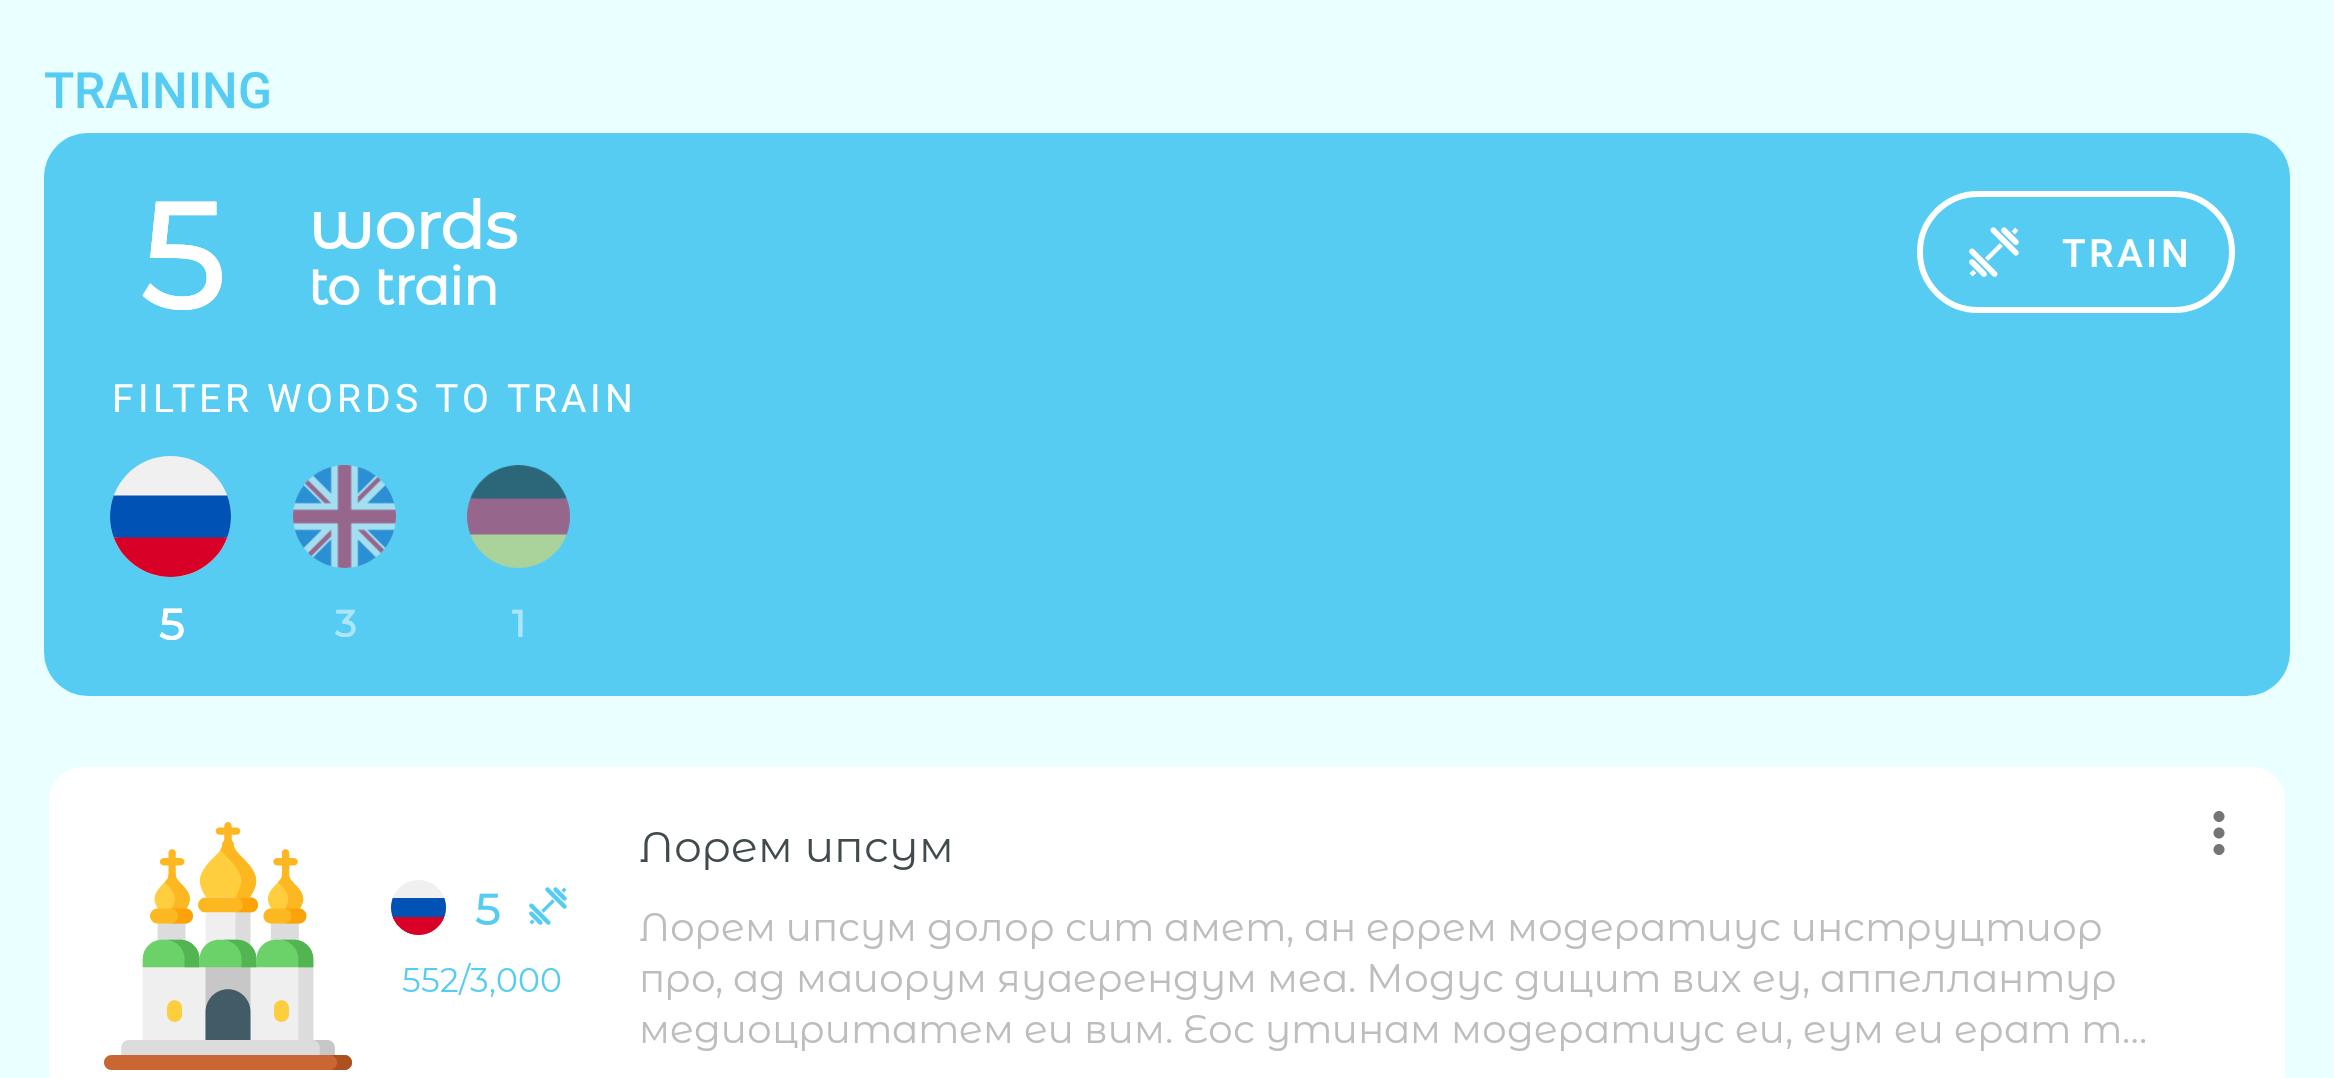 TRAINING
5 words
to train
TRAIN
FILTER WORDS TO TRAIN
5 3 1
Лорем ипсум
5
552/3,000
Лорем ипсум долор сит амет, ан еррем модератиус инструцтиор
про, ад маиорум яуаерендум меа. Модус дицит вих еу, аппеллантур
медиоцритатем еи вим. Еос утинам модератиус еи, еум еи ерат т...